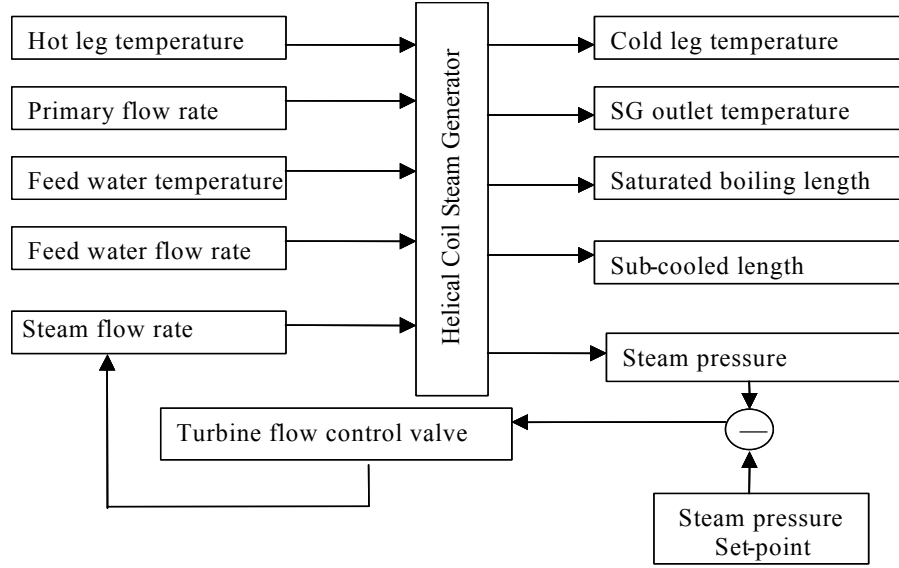 Hot leg temperature
Primary flow rate
Feed water temperature
Feed water flow rate
Steam flow rate
Helical Coil Steam Generator
Cold leg temperature
SG outlet temperature
Saturated boiling length
Sub-cooled length
Steam pressure
Turbine flow control valve
—
Steam pressure
Set-point